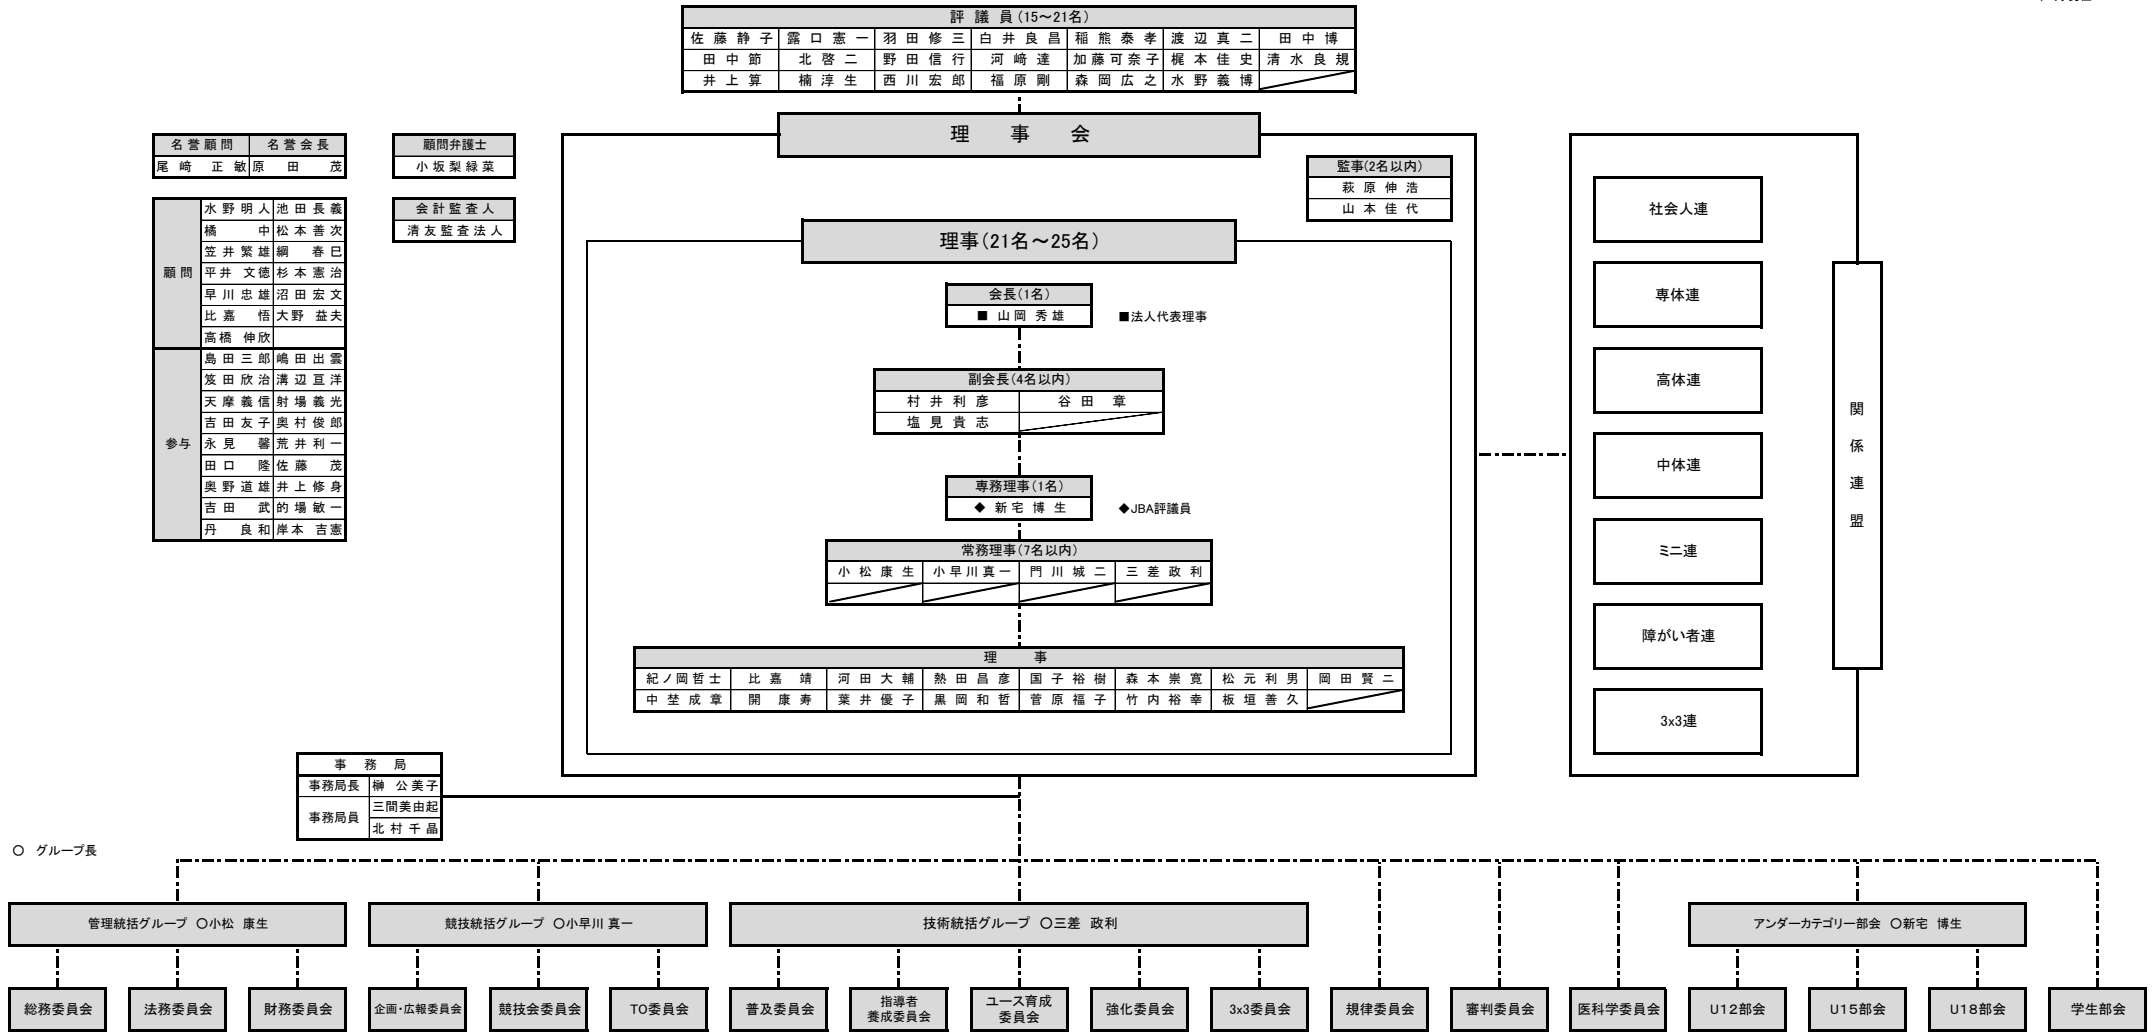 評 議 員 (15～21名)
佐 藤 静 子 露 口 憲 一 羽 田 修 三 白 井 良 昌 稲 熊 泰 孝 渡 辺 真 二 田 中 博
田 中 節 北 啓 二 野 田 信 行 河 﨑 達 加藤可奈子 梶 本 佳 史 清 水 良 規
井 上 算 楠 淳 生 西 川 宏 郎 福 原 剛 森 岡 広 之 水 野 義 博
理 事 会
名 誉 顧 問 名 誉 会 長
尾 﨑 正 敏 原 田 茂
顧問弁護士
小 坂 梨 緑 菜
会 計 監 査 人
清 友 監 査 法 人
顧 問
水 野 明 人 池 田 長 義
橘 中 松 本 善 次
笠 井 繁 雄 綱 春 巳
平 井 文 徳 杉 本 憲 治
早 川 忠 雄 沼 田 宏 文
比 嘉 悟 大 野 益 夫
高 橋 伸 欣
参与
島 田 三 郎 嶋 田 出 雲
笈 田 欣 治 溝 辺 亘 洋
天 摩 義 信 射 場 義 光
吉 田 友 子 奥 村 俊 郎
永 見 馨 荒 井 利 一
田 口 隆 佐 藤 茂
奥 野 道 雄 井 上 修 身
吉 田 武 的 場 敏 一
丹 良 和 岸 本 吉 憲
監事(2名以内)
萩 原 伸 浩
山 本 佳 代
理事(21名～25名)
会長(1名)
■ 山 岡 秀 雄 ■法人代表理事
副会長(4名以内)
村 井 利 彦 谷 田 章
塩 見 貴 志
専務理事(1名)
◆ 新 宅 博 生 ◆JBA評議員
常務理事(7名以内)
小 松 康 生 小早川真一 門 川 城 二 三 差 政 利
理 事
紀ノ岡哲士 比 嘉 靖 河 田 大 輔 熱 田 昌 彦 国 子 裕 樹 森 本 崇 寛 松 元 利 男 岡 田 賢 二
中 埜 成 章 開 康 寿 葉 井 優 子 黒 岡 和 哲 菅 原 福 子 竹 内 裕 幸 板 垣 善 久
社会人連
専体連
高体連
中体連
ミニ連
障がい者連
3x3連
関係連盟
事 務 局
事務局長 榊 公美子
事務局員 三間美由起
北 村 千 晶
○ グループ長
管理統括グループ ○小松 康生
競技統括グループ ○小早川 真一
技術統括グループ ○三差 政利
アンダーカテゴリー部会 ○新宅 博生
総務委員会
法務委員会
財務委員会
企画・広報委員会
競技会委員会
TO委員会
普及委員会
指導者
養成委員会
ユース育成
委員会
強化委員会
3x3委員会
規律委員会
審判委員会
医科学委員会
U12部会
U15部会
U18部会
学生部会